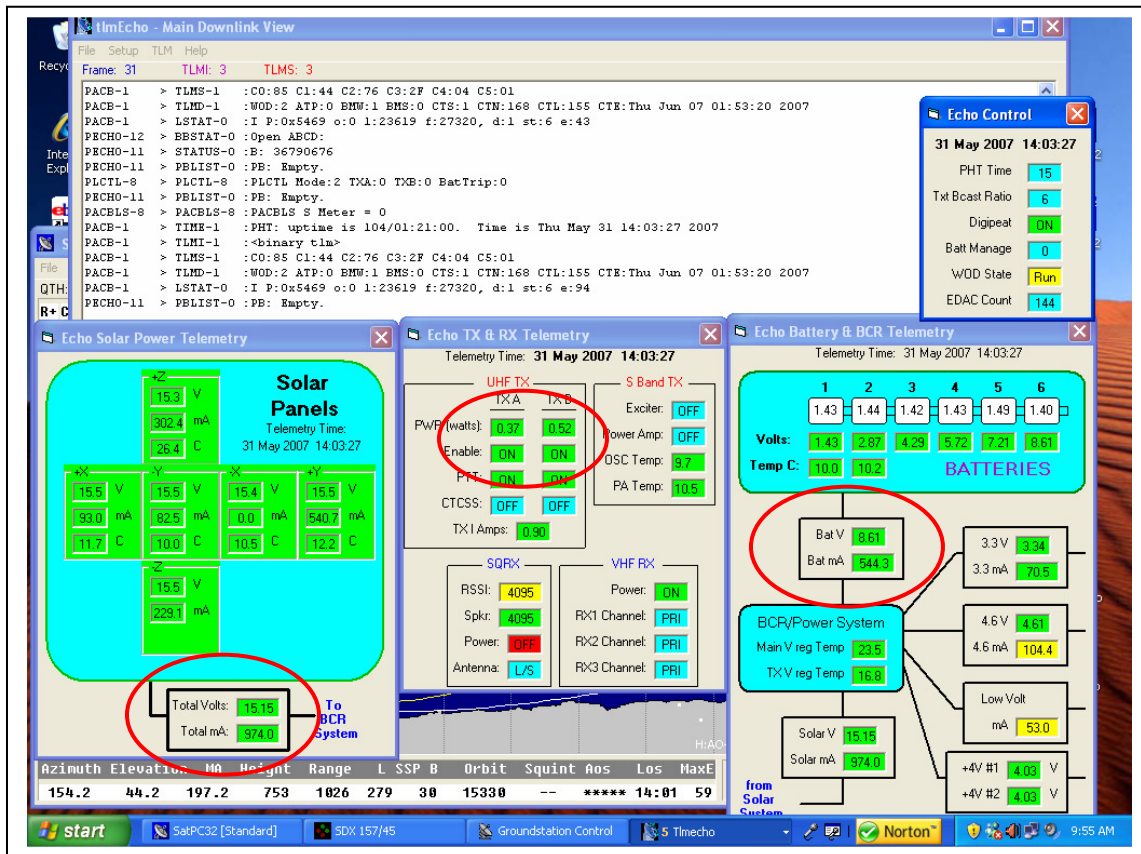 tlmEcho - Main Downlink View
File Setup TLM Help
Frame: 31 TLMI: 3 TLMS: 3
PACB-1 > TLMS-1 :C0:85 C1:44 C2:76 C3:2F C4:04 C5:01
PACB-1 > TLMD-1 :WOD:2 ATP:0 BMW:1 BMS:0 CTS:1 CTN:168 CTL:155 CTE:Thu Jun 07 01:53:20 2007
PACB-1 > LSTAT-0 :I P:0x5469 o:0 l:23619 f:27320, d:1 st:6 e:43
PECHO-12 > BBSTAT-0 :Open ABCD:
PECHO-11 > STATUS-0 :B: 36790676
PECHO-11 > PBLIST-0 :PB: Empty.
PLCTL-8 > PLCTL-8 :PLCTL Mode:2 TXA:0 TXB:0 BatTrip:0
PECHO-11 > PBLIST-0 :PB: Empty.
PACBLS-8 > PACBLS-8 :PACBLS S Meter = 0
PACB-1 > TIME-1 :PHT: uptime is 104/01:21:00. Time is Thu May 31 14:03:27 2007
PACB-1 > TLMI-1 :<binary tlm>
PACB-1 > TLMS-1 :C0:85 C1:44 C2:76 C3:2F C4:04 C5:01
PACB-1 > TLMD-1 :WOD:2 ATP:0 BMW:1 BMS:0 CTS:1 CTN:168 CTL:155 CTE:Thu Jun 07 01:53:20 2007
PACB-1 > LSTAT-0 :I P:0x5469 o:0 l:23619 f:27320, d:1 st:6 e:94
PECHO-11 > PBLIST-0 :PB: Empty.
Echo Control
31 May 2007 14:03:27
PHT Time 15
Txt Bcast Ratio 6
Digipeat ON
Batt Manage 0
WOD State Run
EDAC Count 144
Recy
Inte
Expl
File
QTH:
R+ C
Echo Solar Power Telemetry
Solar
Panels
Telemetry Time:
31 May 2007 14:03:27
+Z
15.3 V
302.4 mA
26.4 C
+X -Y -X +Y
15.5 V 15.5 V 15.4 V 15.5 V
93.0 mA 82.5 mA 0.0 mA 540.7 mA
11.7 C 10.0 C 10.5 C 12.2 C
-Z
15.5 V
229.1 mA
Total Volts: 15.15
Total mA: 974.0
To
BCR
System
Echo TX & RX Telemetry
Telemetry Time: 31 May 2007 14:03:27
UHF TX
TX A TX B
PWR (watts): 0.37 0.52
Enable: ON ON
PTT: ON ON
CTCSS: OFF OFF
TX I Amps: 0.90
S Band TX
Exciter: OFF
Power Amp: OFF
OSC Temp: 9.7
PA Temp: 10.5
SQRX
RSSI: 4095
Spkr: 4095
Power: OFF
Antenna: L/S
VHF RX
Power: ON
RX1 Channel: PRI
RX2 Channel: PRI
RX3 Channel: PRI
H:AO-
Echo Battery & BCR Telemetry
Telemetry Time: 31 May 2007 14:03:27
1 2 3 4 5 6
1.43 1.44 1.42 1.43 1.49 1.40
Volts: 1.43 2.87 4.29 5.72 7.21 8.61
Temp C: 10.0 10.2 BATTERIES
Bat V 8.61
Bat mA 544.3
3.3 V 3.34
3.3 mA 70.5
BCR/Power System
Main V reg Temp 23.5
TX V reg Temp 16.8
4.6 V 4.61
4.6 mA 104.4
Low Volt
mA 53.0
Solar V 15.15
Solar mA 974.0
+4V #1 4.03 V
+4V #2 4.03 V
from
Solar
System
Azimuth Elevation MA Height Range L SSP B Orbit Squint Aos Los MaxE
154.2 44.2 197.2 753 1026 279 30 15330 -- ***** 14:01 59
start
SatPC32 [Standard]
SDX 157/45
Groundstation Control
5 Tlmecho
Norton™
9:55 AM